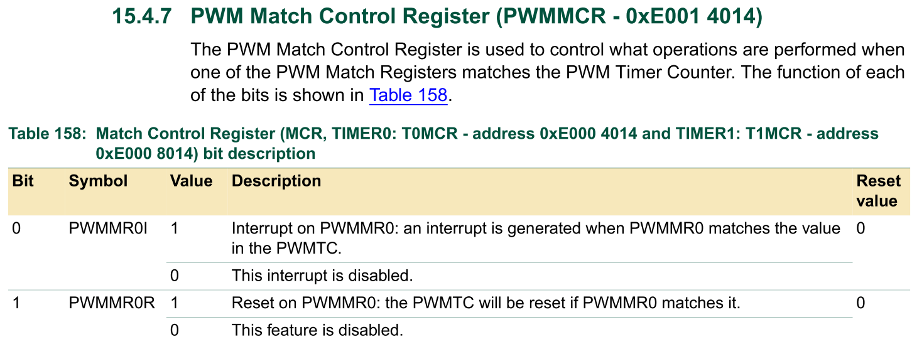 15.4.7 PWM Match Control Register (PWMMCR - 0xE001 4014)
The PWM Match Control Register is used to control what operations are performed when
one of the PWM Match Registers matches the PWM Timer Counter. The function of each
of the bits is shown in Table 158.
Table 158: Match Control Register (MCR, TIMER0: T0MCR - address 0xE000 4014 and TIMER1: T1MCR - address
0xE000 8014) bit description
Bit Symbol Value Description Reset
value
0 PWMMR0I 1 Interrupt on PWMMR0: an interrupt is generated when PWMMR0 matches the value 0
in the PWMTC.
0 This interrupt is disabled.
1 PWMMR0R 1 Reset on PWMMR0: the PWMTC will be reset if PWMMR0 matches it. 0
0 This feature is disabled.